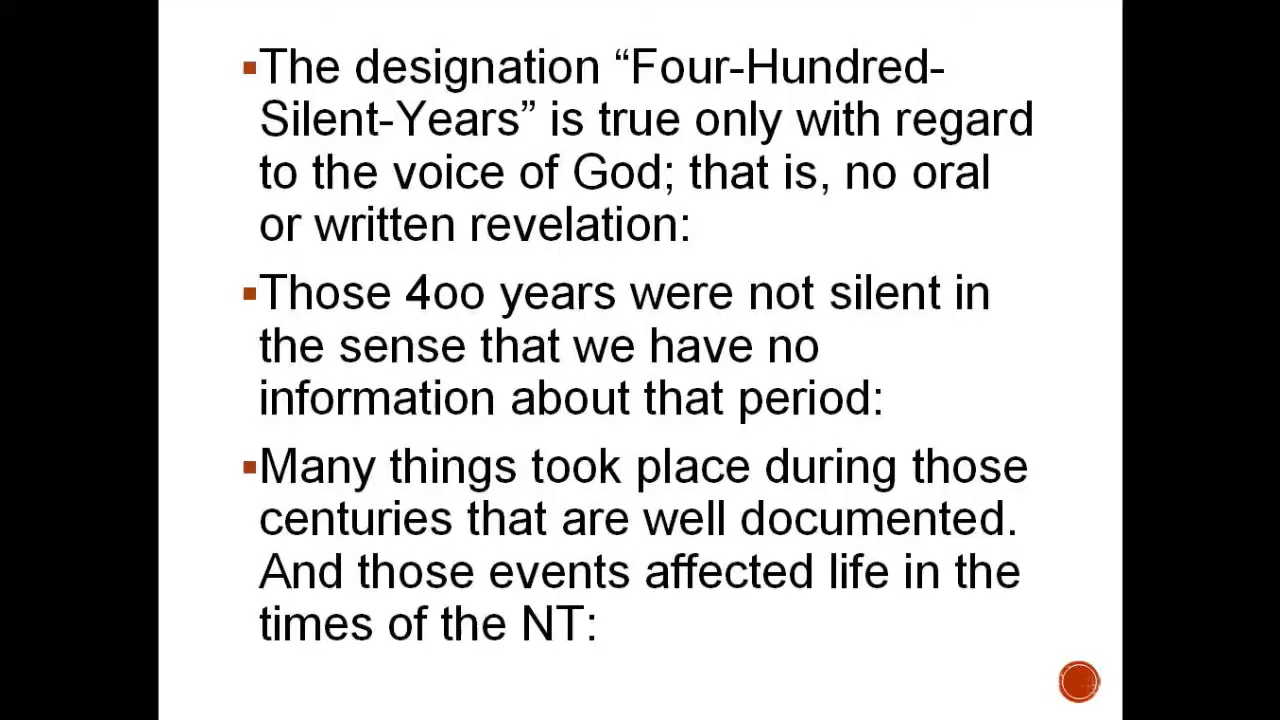 ▪The designation “Four-Hundred-
Silent-Years” is true only with regard
to the voice of God; that is, no oral
or written revelation:
▪Those 4oo years were not silent in
the sense that we have no
information about that period:
▪Many things took place during those
centuries that are well documented.
And those events affected life in the
times of the NT: